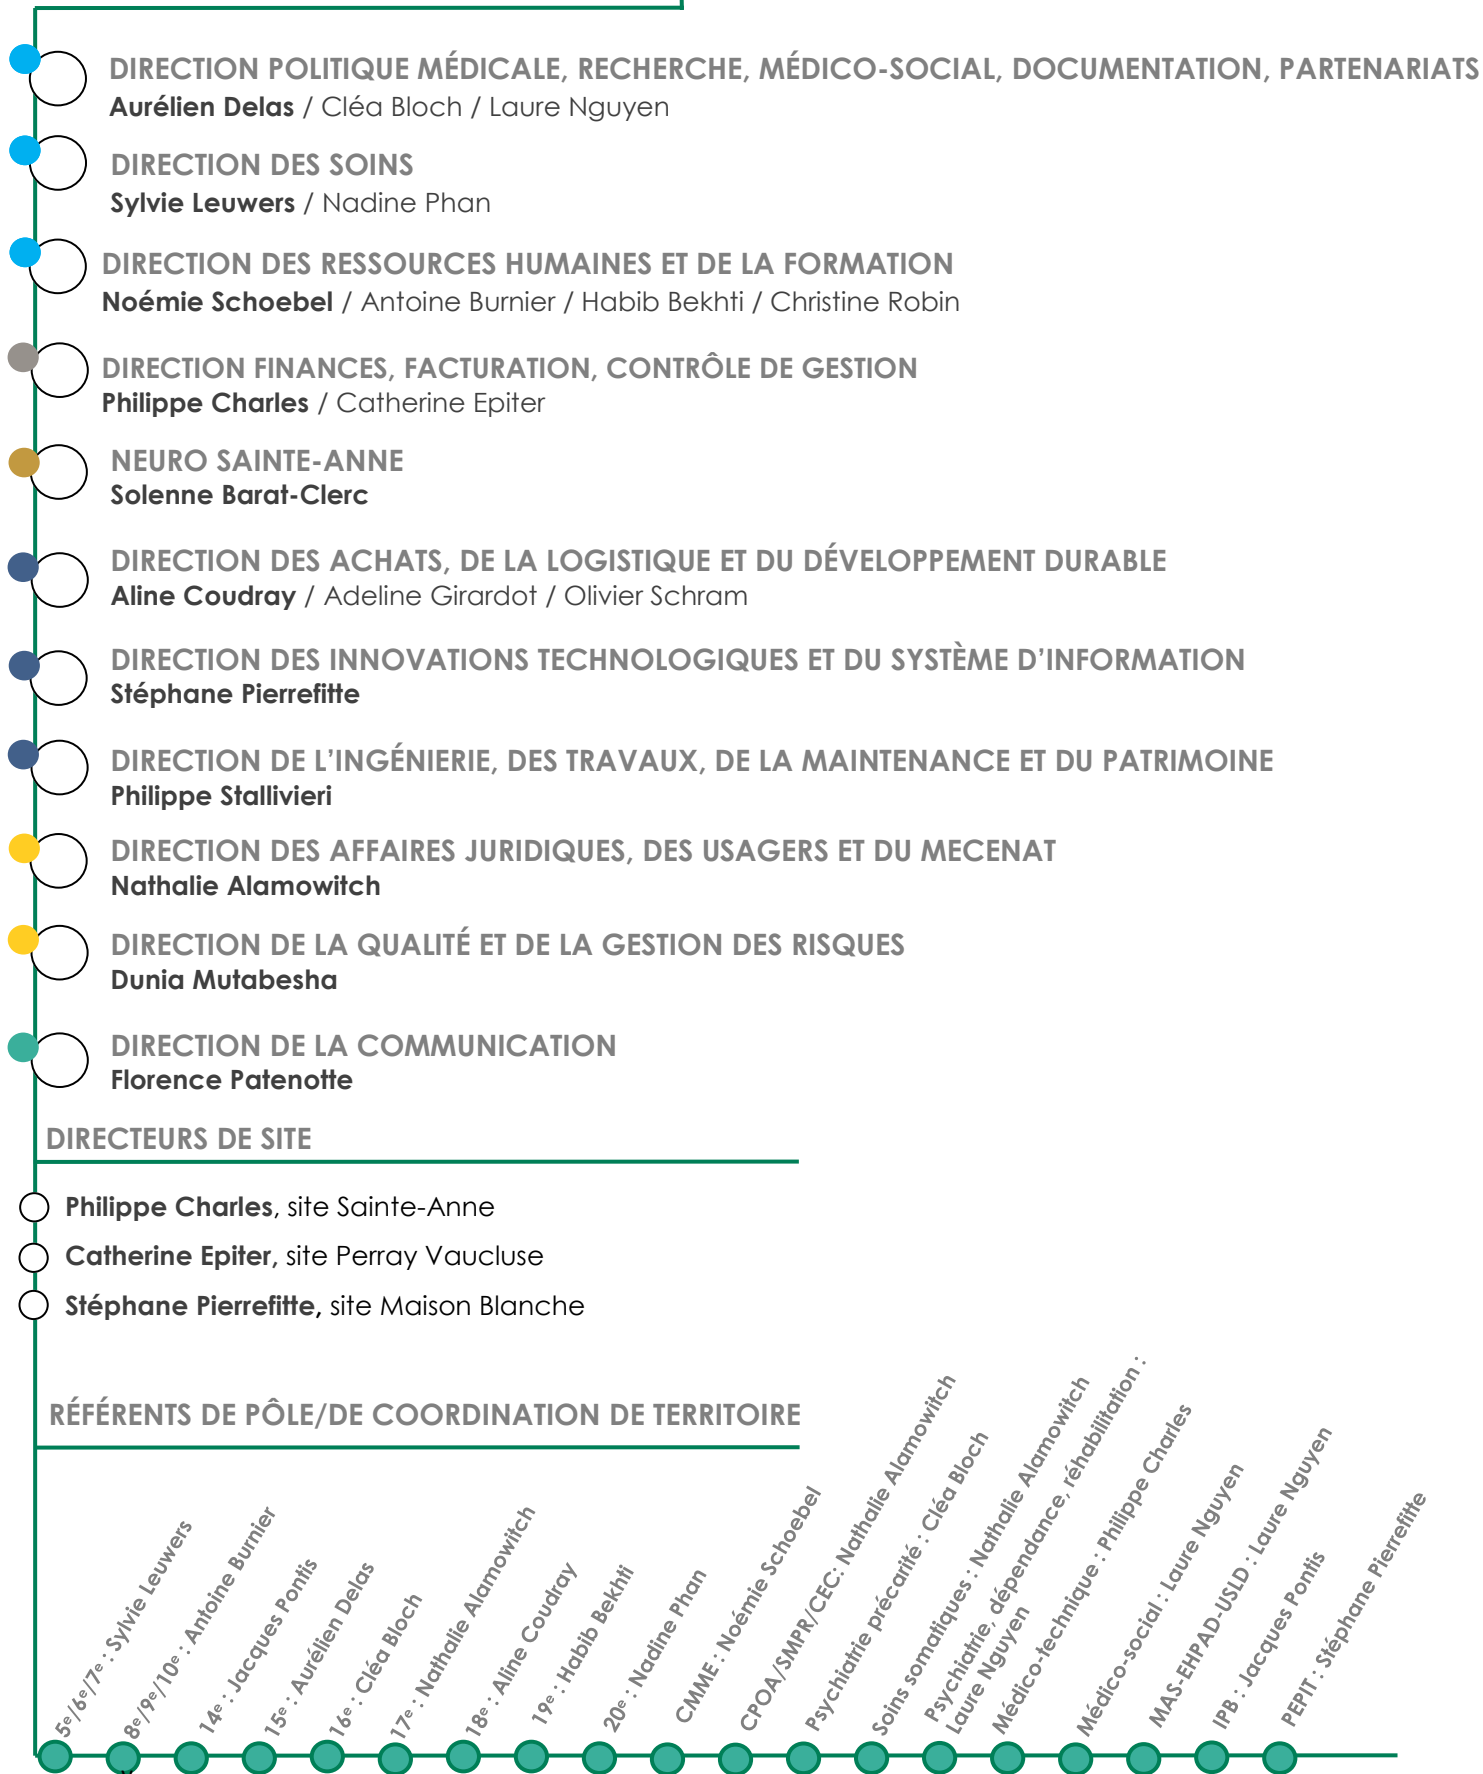 DIRECTION POLITIQUE MÉDICALE, RECHERCHE, MÉDICO-SOCIAL, DOCUMENTATION, PARTENARIATS
Aurélien Delas / Cléa Bloch / Laure Nguyen
DIRECTION DES SOINS
Sylvie Leuwers / Nadine Phan
DIRECTION DES RESSOURCES HUMAINES ET DE LA FORMATION
Noémie Schoebel / Antoine Burnier / Habib Bekhti / Christine Robin
DIRECTION FINANCES, FACTURATION, CONTRÔLE DE GESTION
Philippe Charles / Catherine Epiter
NEURO SAINTE-ANNE
Solenne Barat-Clerc
DIRECTION DES ACHATS, DE LA LOGISTIQUE ET DU DÉVELOPPEMENT DURABLE
Aline Coudray / Adeline Girardot / Olivier Schram
DIRECTION DES INNOVATIONS TECHNOLOGIQUES ET DU SYSTÈME D’INFORMATION
Stéphane Pierrefitte
DIRECTION DE L’INGÉNIERIE, DES TRAVAUX, DE LA MAINTENANCE ET DU PATRIMOINE
Philippe Stallivieri
DIRECTION DES AFFAIRES JURIDIQUES, DES USAGERS ET DU MECENAT
Nathalie Alamowitch
DIRECTION DE LA QUALITÉ ET DE LA GESTION DES RISQUES
Dunia Mutabesha
DIRECTION DE LA COMMUNICATION
Florence Patenotte
DIRECTEURS DE SITE
Philippe Charles, site Sainte-Anne
Catherine Epiter, site Perray Vaucluse
Stéphane Pierrefitte, site Maison Blanche
RÉFÉRENTS DE PÔLE/DE COORDINATION DE TERRITOIRE
5e/6e/7e : Sylvie Leuwers
8e/9e/10e : Antoine Burnier
14e : Jacques Pontis
15e : Aurélien Delas
16e : Cléa Bloch
17e : Nathalie Alamowitch
18e : Aline Coudray
19e : Habib Bekhti
20e : Nadine Phan
CMME : Noémie Schoebel
CPOA/SMPR/CEC: Nathalie Alamowitch
Psychiatrie précarité : Cléa Bloch
Soins somatiques : Nathalie Alamowitch
Psychiatrie, dépendance, réhabilitation :
Laure Nguyen
Médico-technique : Philippe Charles
Médico-social : Laure Nguyen
MAS-EHPAD-USLD : Laure Nguyen
IPB : Jacques Pontis
PEPIT : Stéphane Pierrefitte